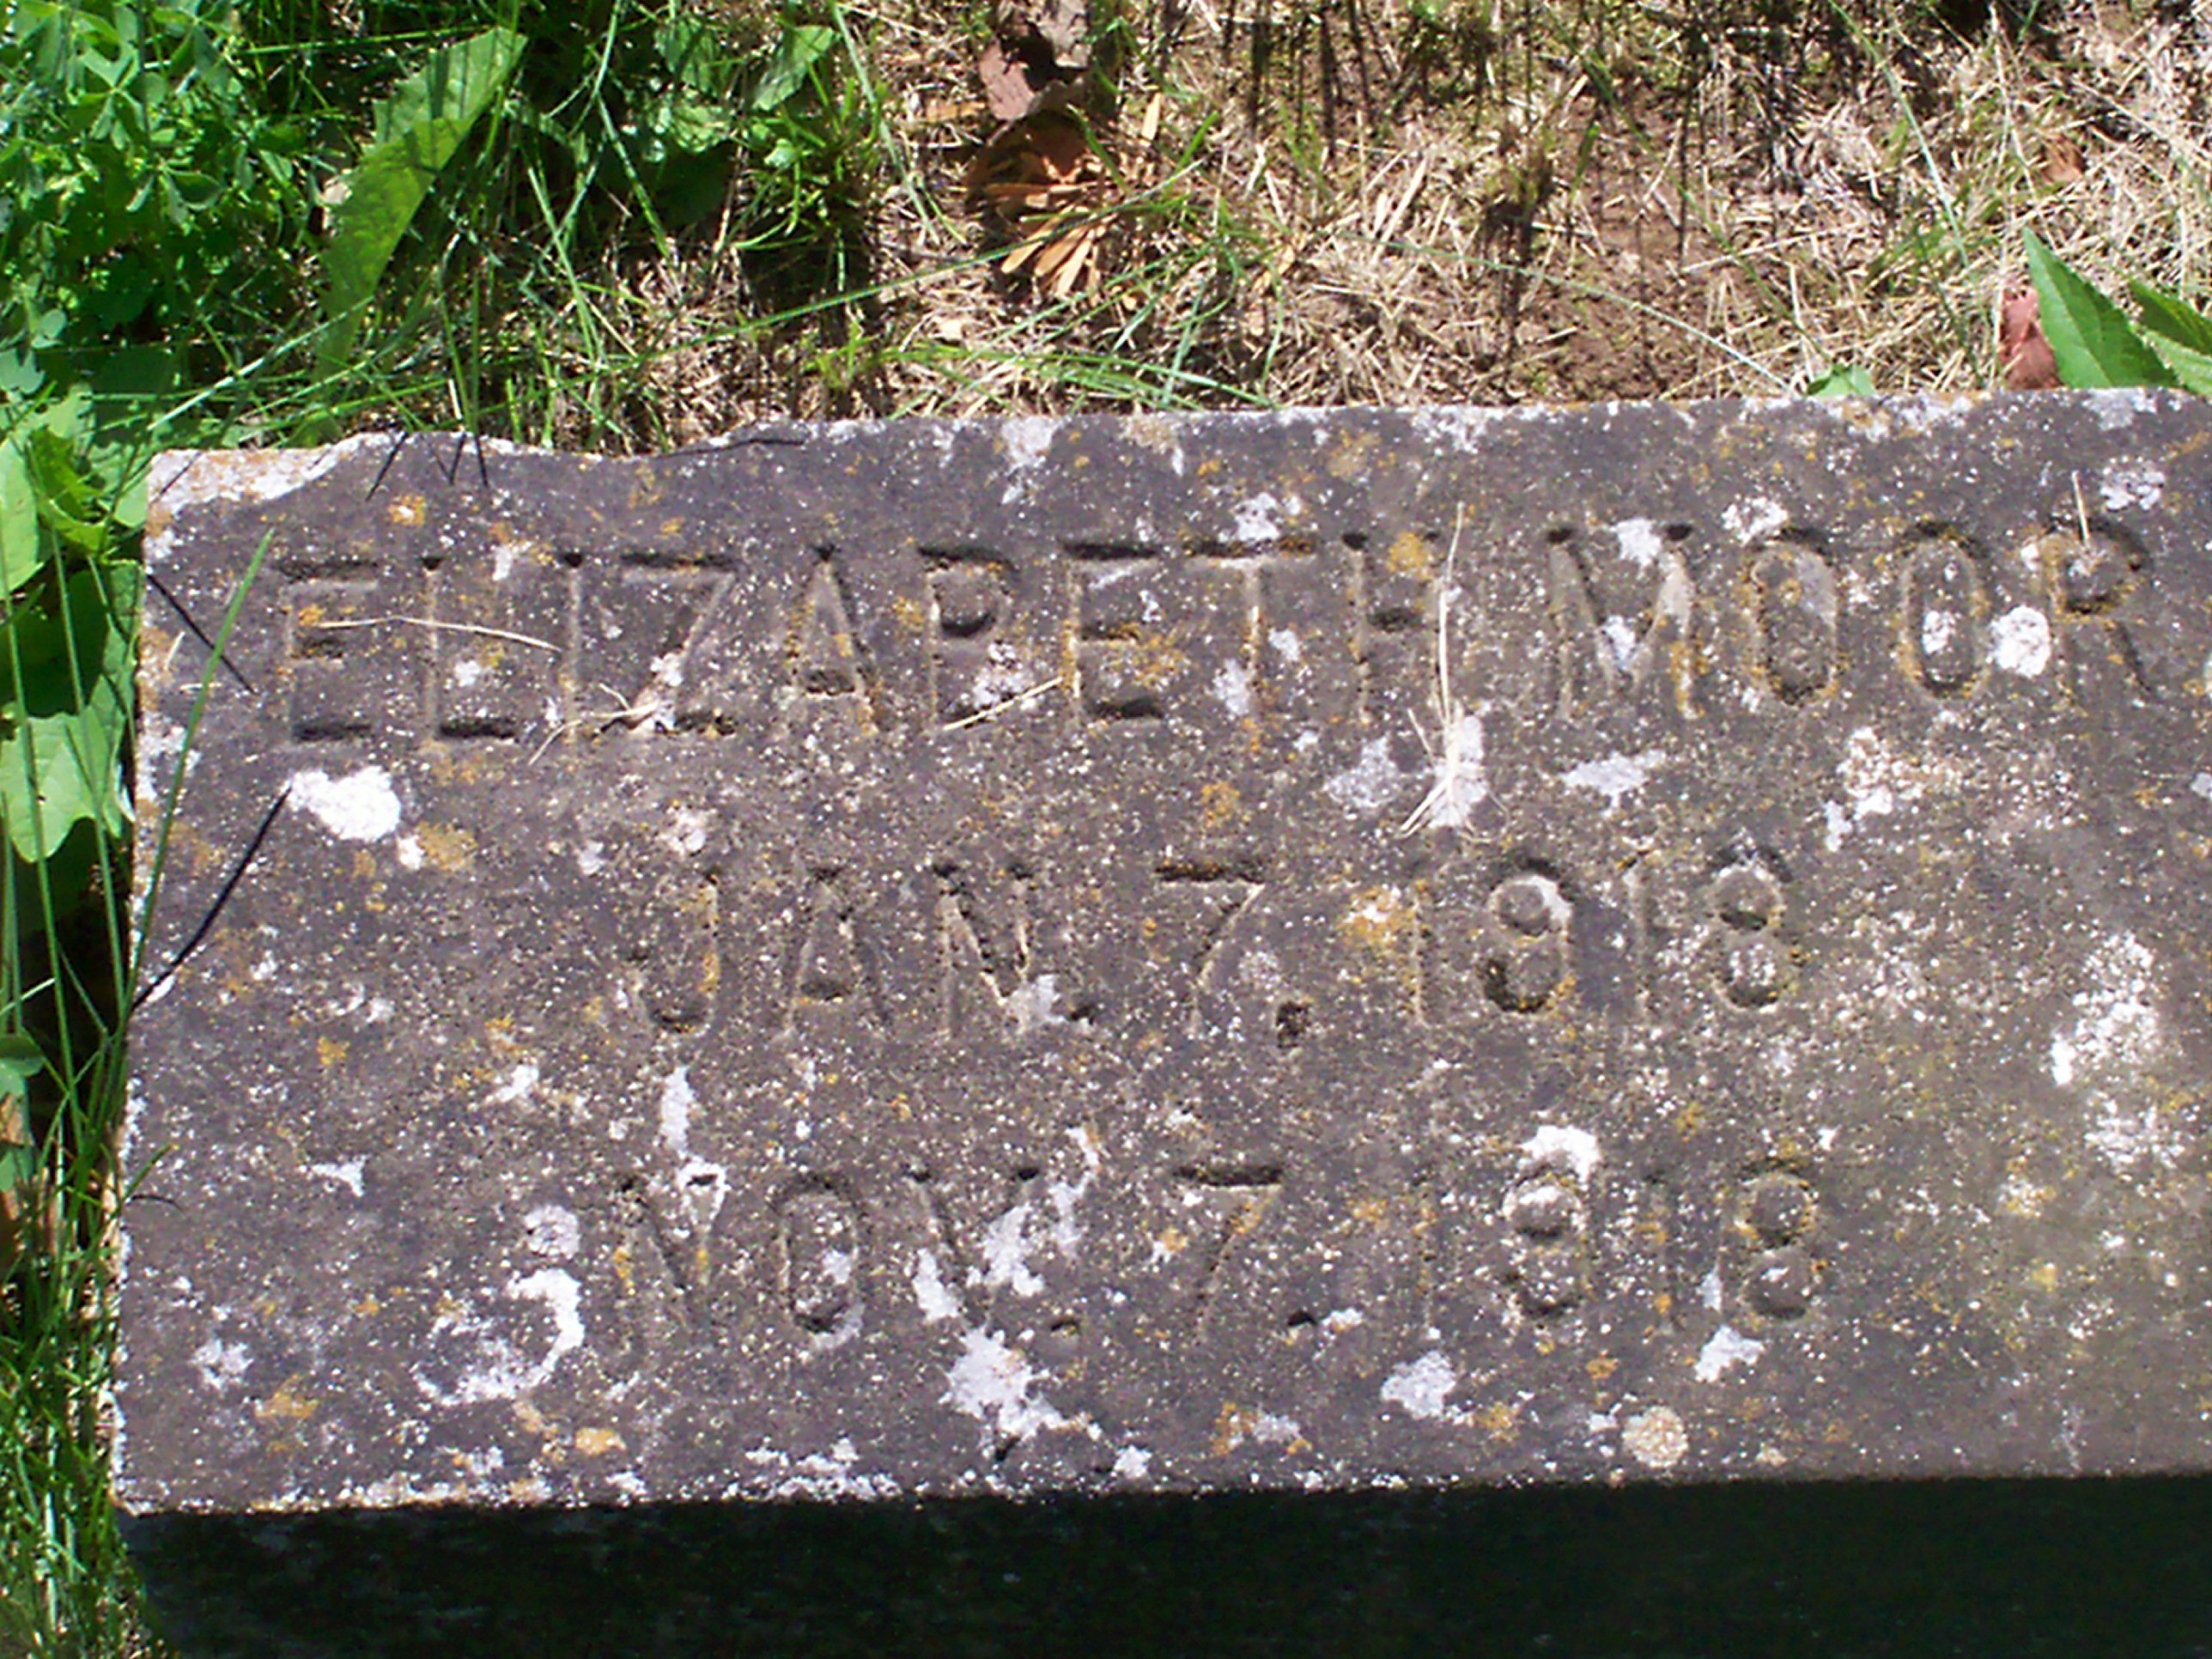 ELIZABETH MOOR
JAN. 7, 1918
NOV. 7. 1918